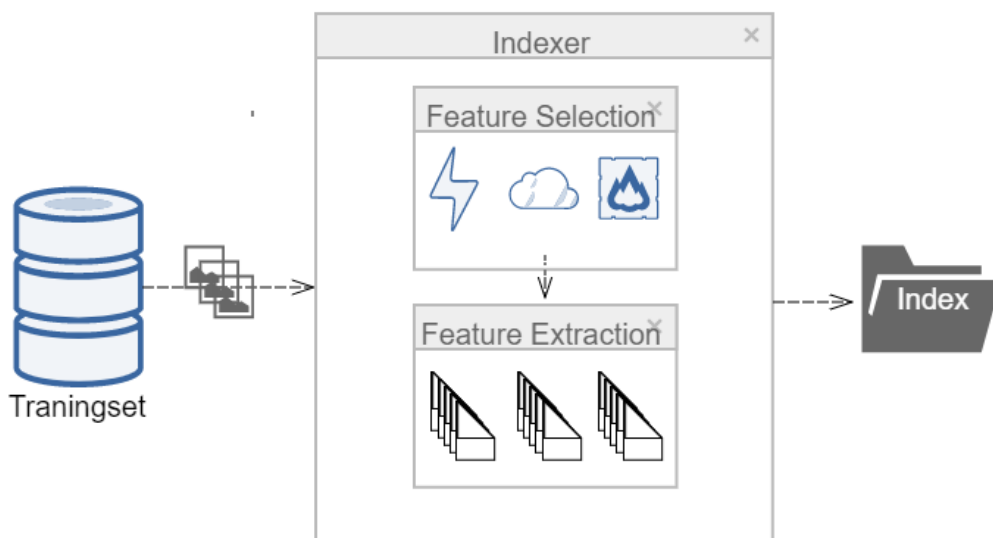 Indexer
Feature Selection
Feature Extraction
Traningset
Index